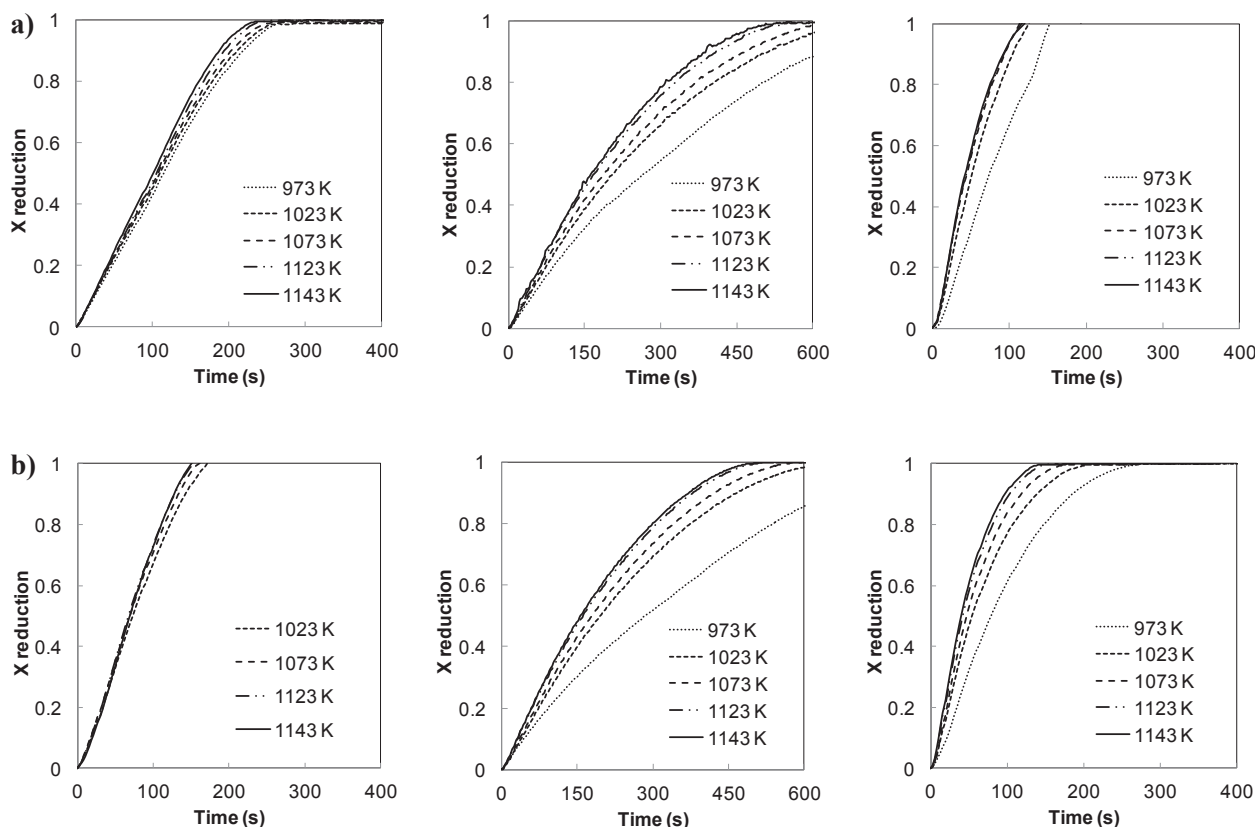 a)
1
0.8
0.6
0.4
0.2
0
X reduction
0 100 200 300 400
Time (s)
973 K
1023 K
1073 K
1123 K
1143 K
1
0.8
0.6
0.4
0.2
0
X reduction
0 150 300 450 600
Time (s)
973 K
1023 K
1073 K
1123 K
1143 K
1
0.8
0.6
0.4
0.2
0
X reduction
0 100 200 300 400
Time (s)
973 K
1023 K
1073 K
1123 K
1143 K
b)
1
0.8
0.6
0.4
0.2
0
X reduction
0 100 200 300 400
Time (s)
1023 K
1073 K
1123 K
1143 K
1
0.8
0.6
0.4
0.2
0
X reduction
0 150 300 450 600
Time (s)
973 K
1023 K
1073 K
1123 K
1143 K
1
0.8
0.6
0.4
0.2
0
X reduction
0 100 200 300 400
Time (s)
973 K
1023 K
1073 K
1123 K
1143 K